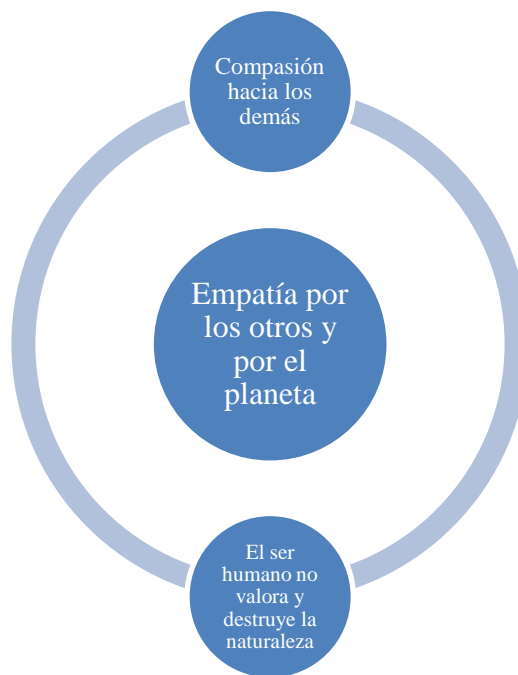 Compasión
hacia los
demás
Empatía por
los otros y
por el
planeta
El ser
humano no
valora y
destruye la
naturaleza